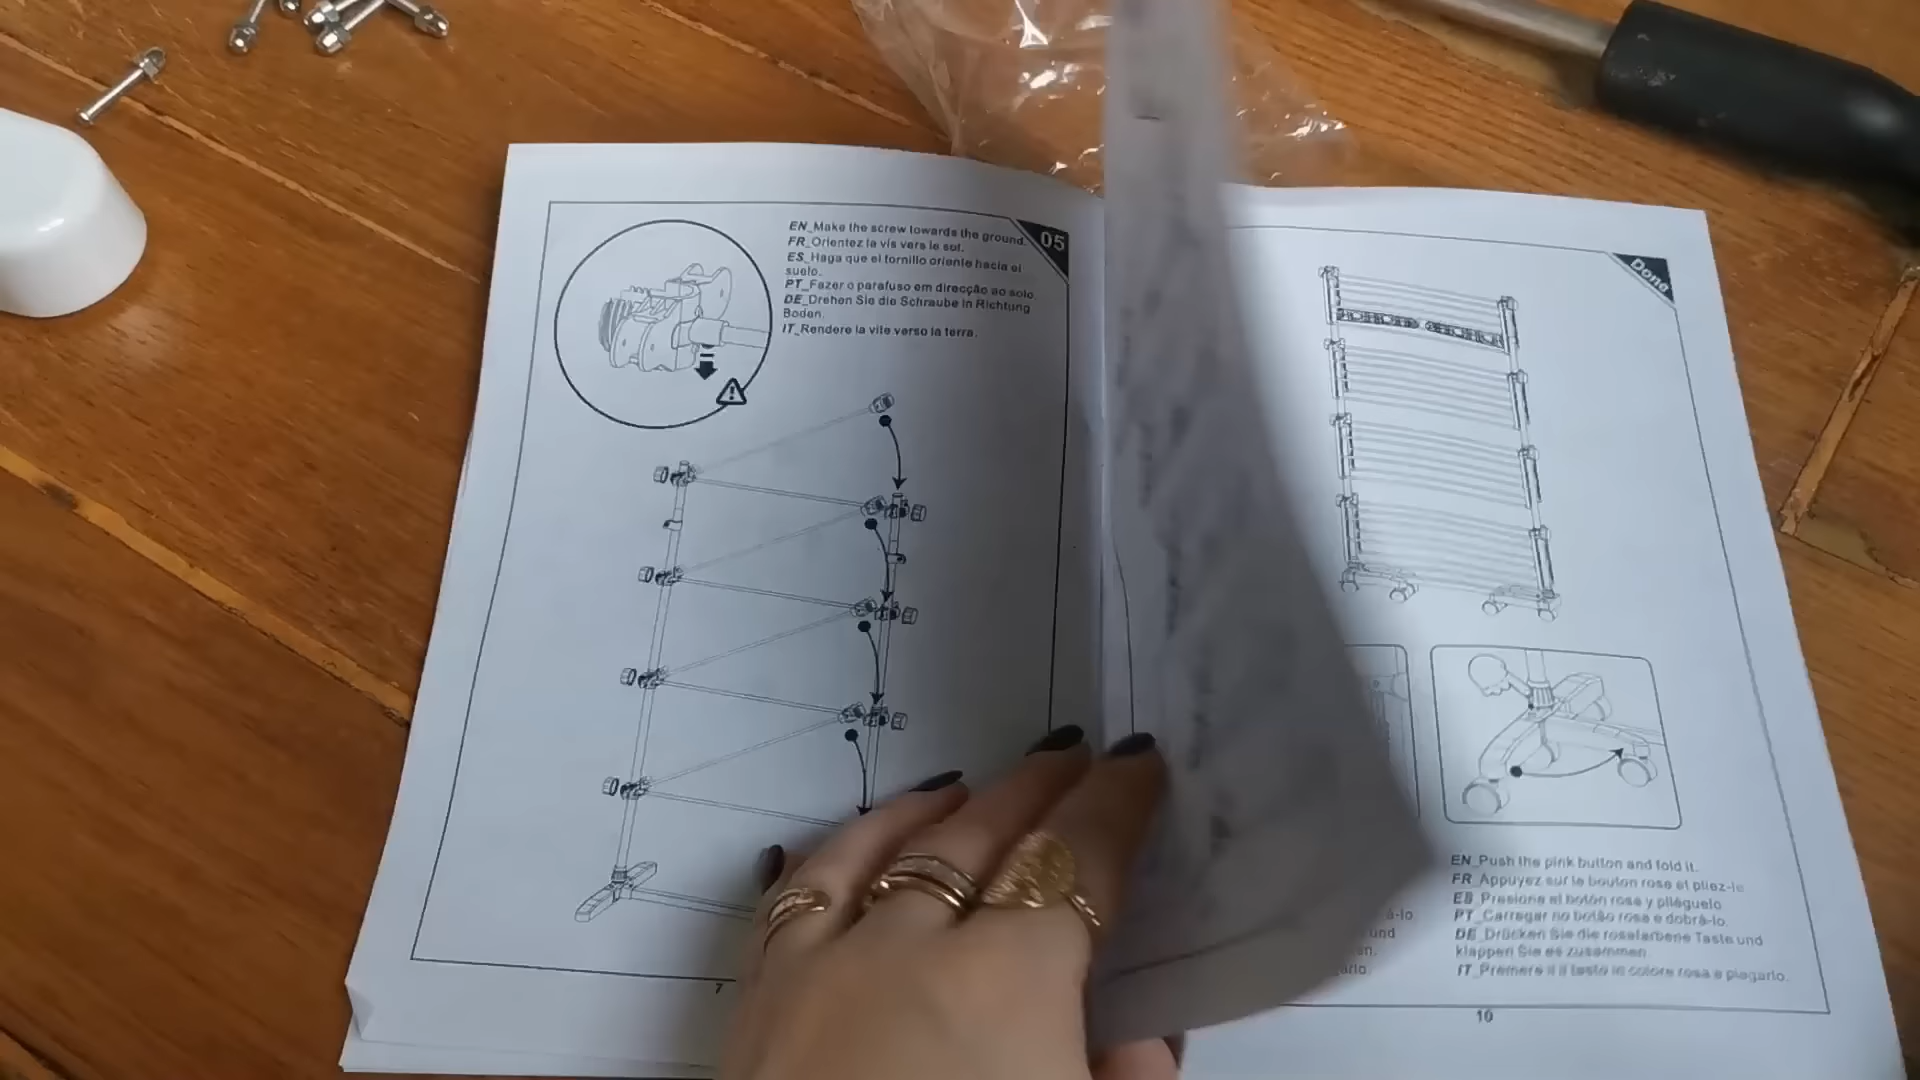 05
EN_Make the screw towards the ground.
FR_Orientez la vis vers le sol.
ES_Haga que el tornillo oriente hacia el
suelo.
PT_Fazer o parafuso em direcção ao solo.
DE_Drehen Sie die Schraube in Richtung
Boden.
IT_Rendere la vite verso la terra.
7
Done
á-lo
und
EN_Push the pink button and fold it.
FR_Appuyez sur le bouton rose et pliez-le
ES_Presione el botón rosa y pliéguelo
PT_Carregar no botão rosa e dobrá-lo.
DE_Drücken Sie die rosafarbene Taste und
klappen Sie es zusammen.
IT_Premere il tasto in colore rosa e piegarlo.
10